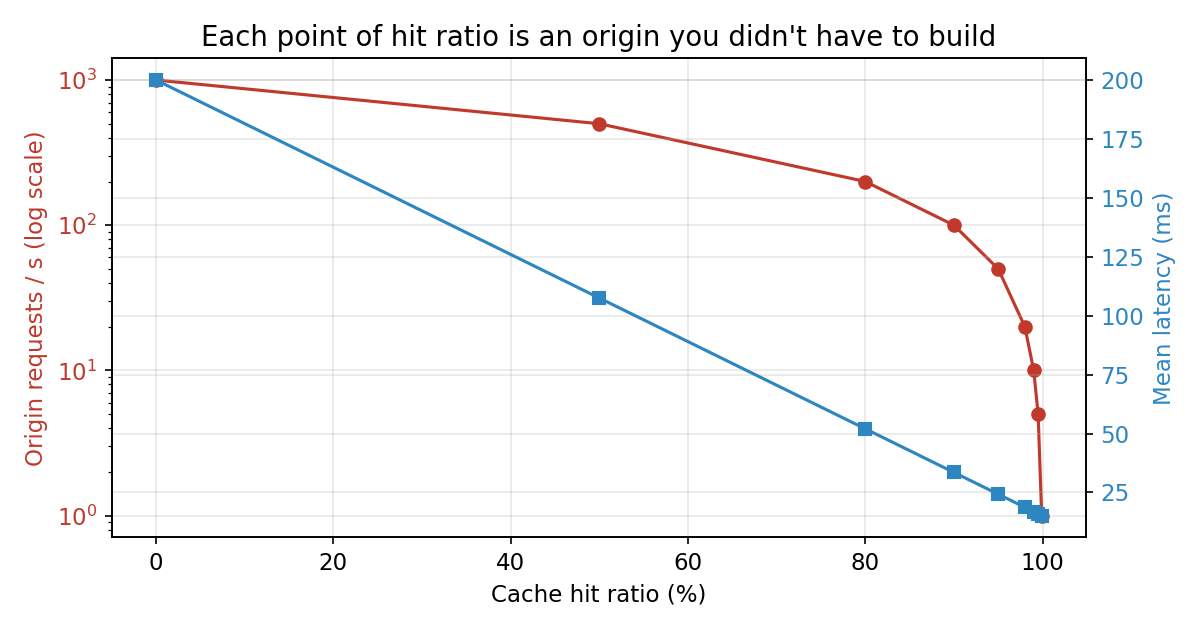 Each point of hit ratio is an origin you didn't have to build
Origin requests / s (log scale)
10³
10²
10¹
10⁰
200
175
150
125
100
75
50
25
Mean latency (ms)
0 20 40 60 80 100
Cache hit ratio (%)